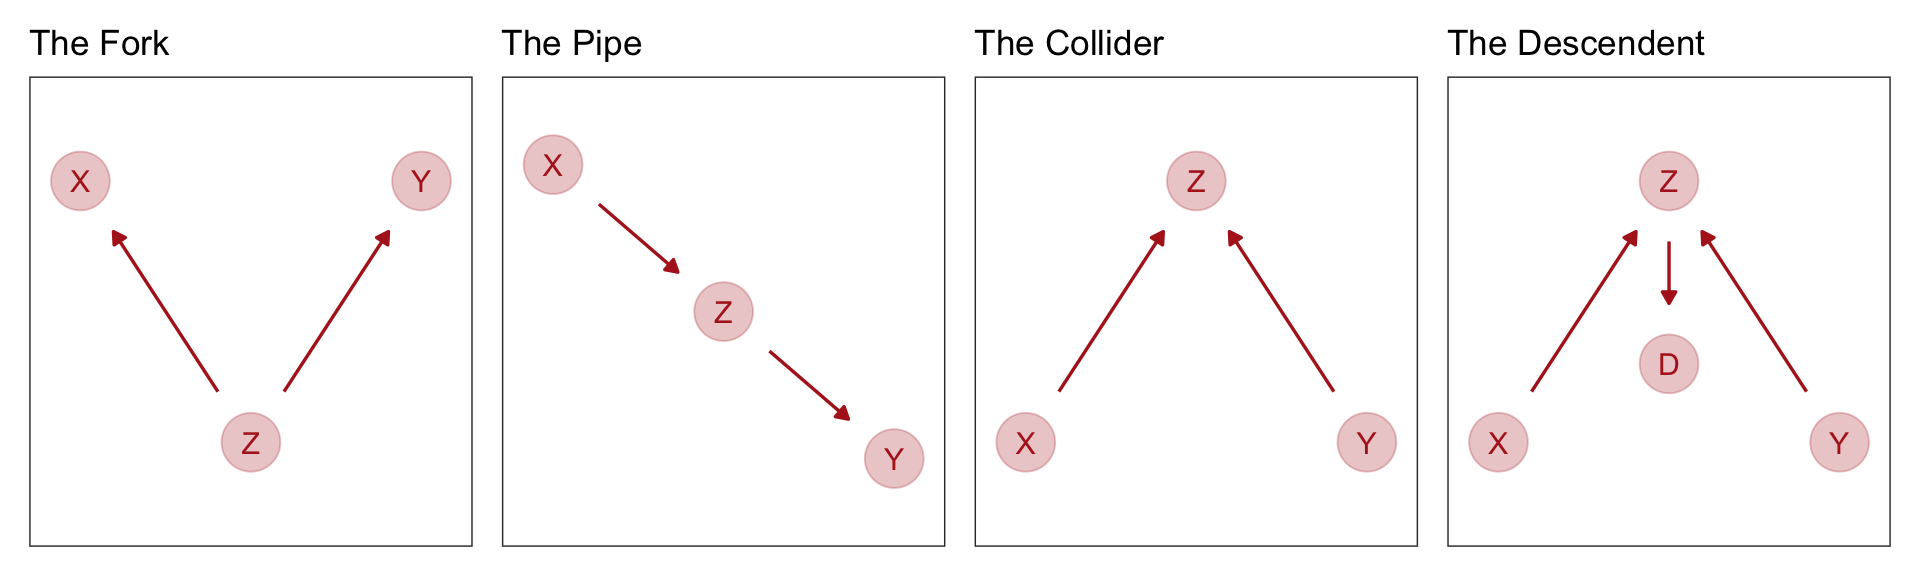 The Fork
X
Y
Z
The Pipe
X
Z
Y
The Collider
Z
X
Y
The Descendent
Z
D
X
Y